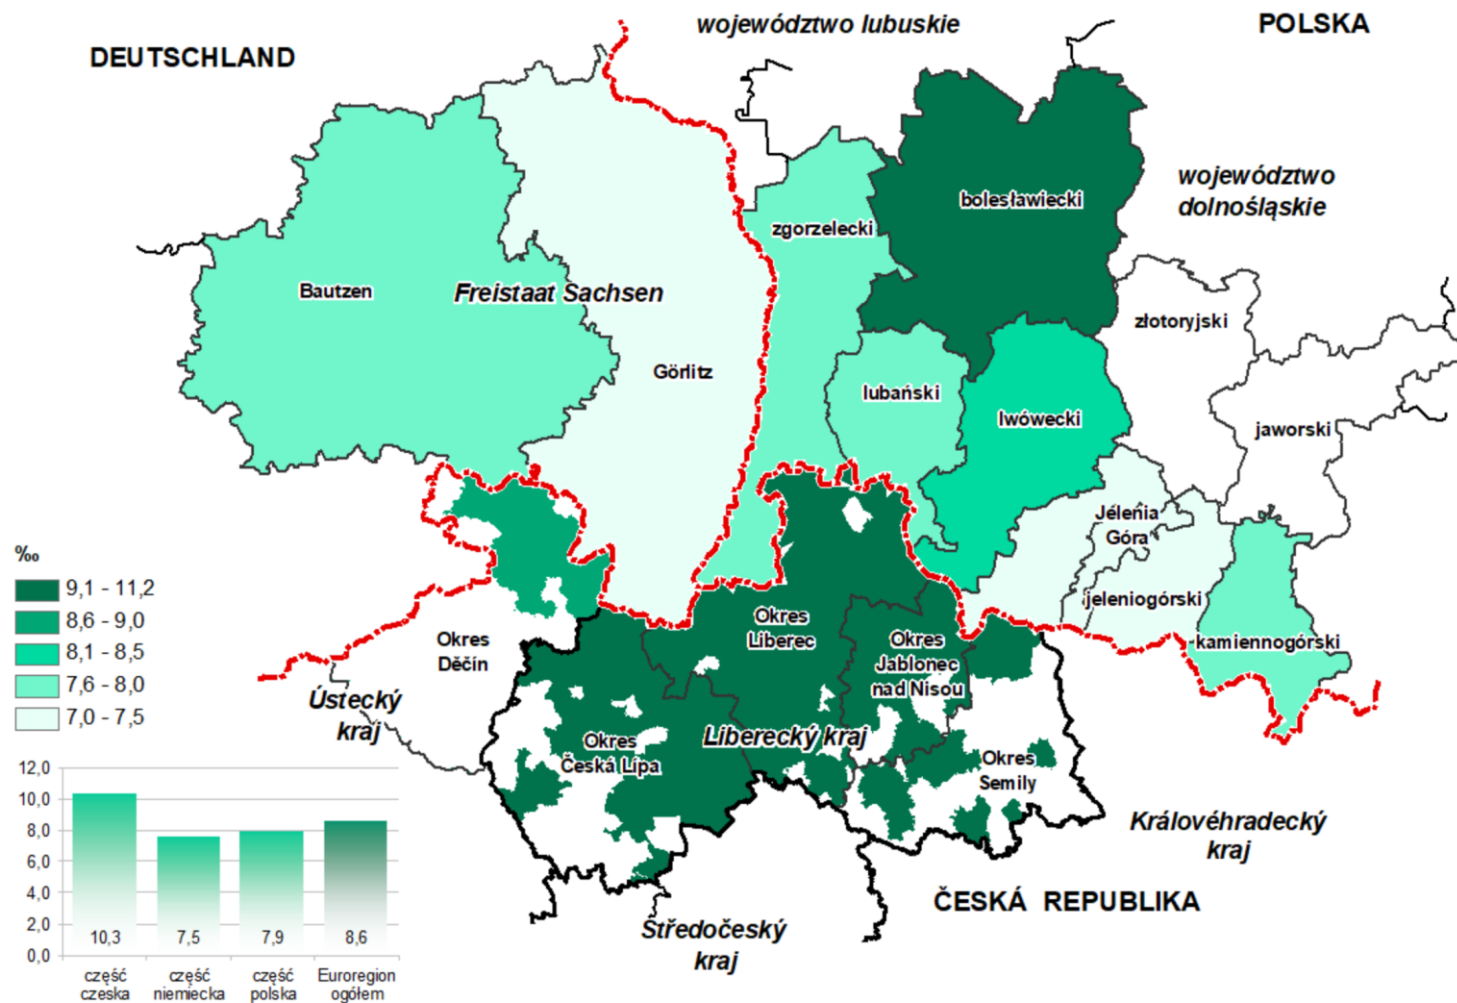 DEUTSCHLAND
województwo lubuskie
POLSKA
województwo
dolnośląskie
bolesławiecki
zgorzelecki
Bautzen
Freistaat Sachsen
złotoryjski
Görlitz
lubański
lwówecki
jaworski
Jelenia
Góra
jeleniogórski
kamiennogórski
‰
9,1 - 11,2
8,6 - 9,0
8,1 - 8,5
7,6 - 8,0
7,0 - 7,5
Okres
Děčín
Ústecký
kraj
Okres
Liberec
Okres
Jablonec
nad Nisou
Liberecký kraj
Okres
Česká Lípa
Okres
Semily
Královéhradecký
kraj
ČESKÁ REPUBLIKA
Středočeský
kraj
12,0
10,0
8,0
6,0
4,0
2,0
0,0
10,3
7,5
7,9
8,6
część
czeska
część
niemiecka
część
polska
Euroregion
ogółem